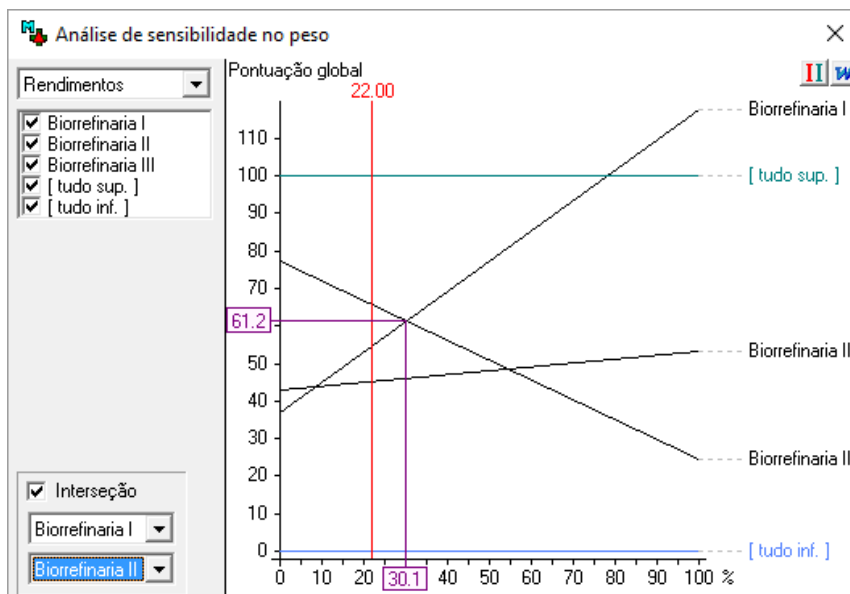 Análise de sensibilidade no peso
Rendimentos
Biorrefinaria I
Biorrefinaria II
Biorrefinaria III
[ tudo sup. ]
[ tudo inf. ]
Interseção
Biorrefinaria I
Biorrefinaria II
Pontuação global
22.00
II
W
110
100
90
80
70
61.2
50
40
30
20
10
0
0 10 20 30.1 40 50 60 70 80 90 100 %
Biorrefinaria I
[ tudo sup. ]
Biorrefinaria II
Biorrefinaria II
[ tudo inf. ]